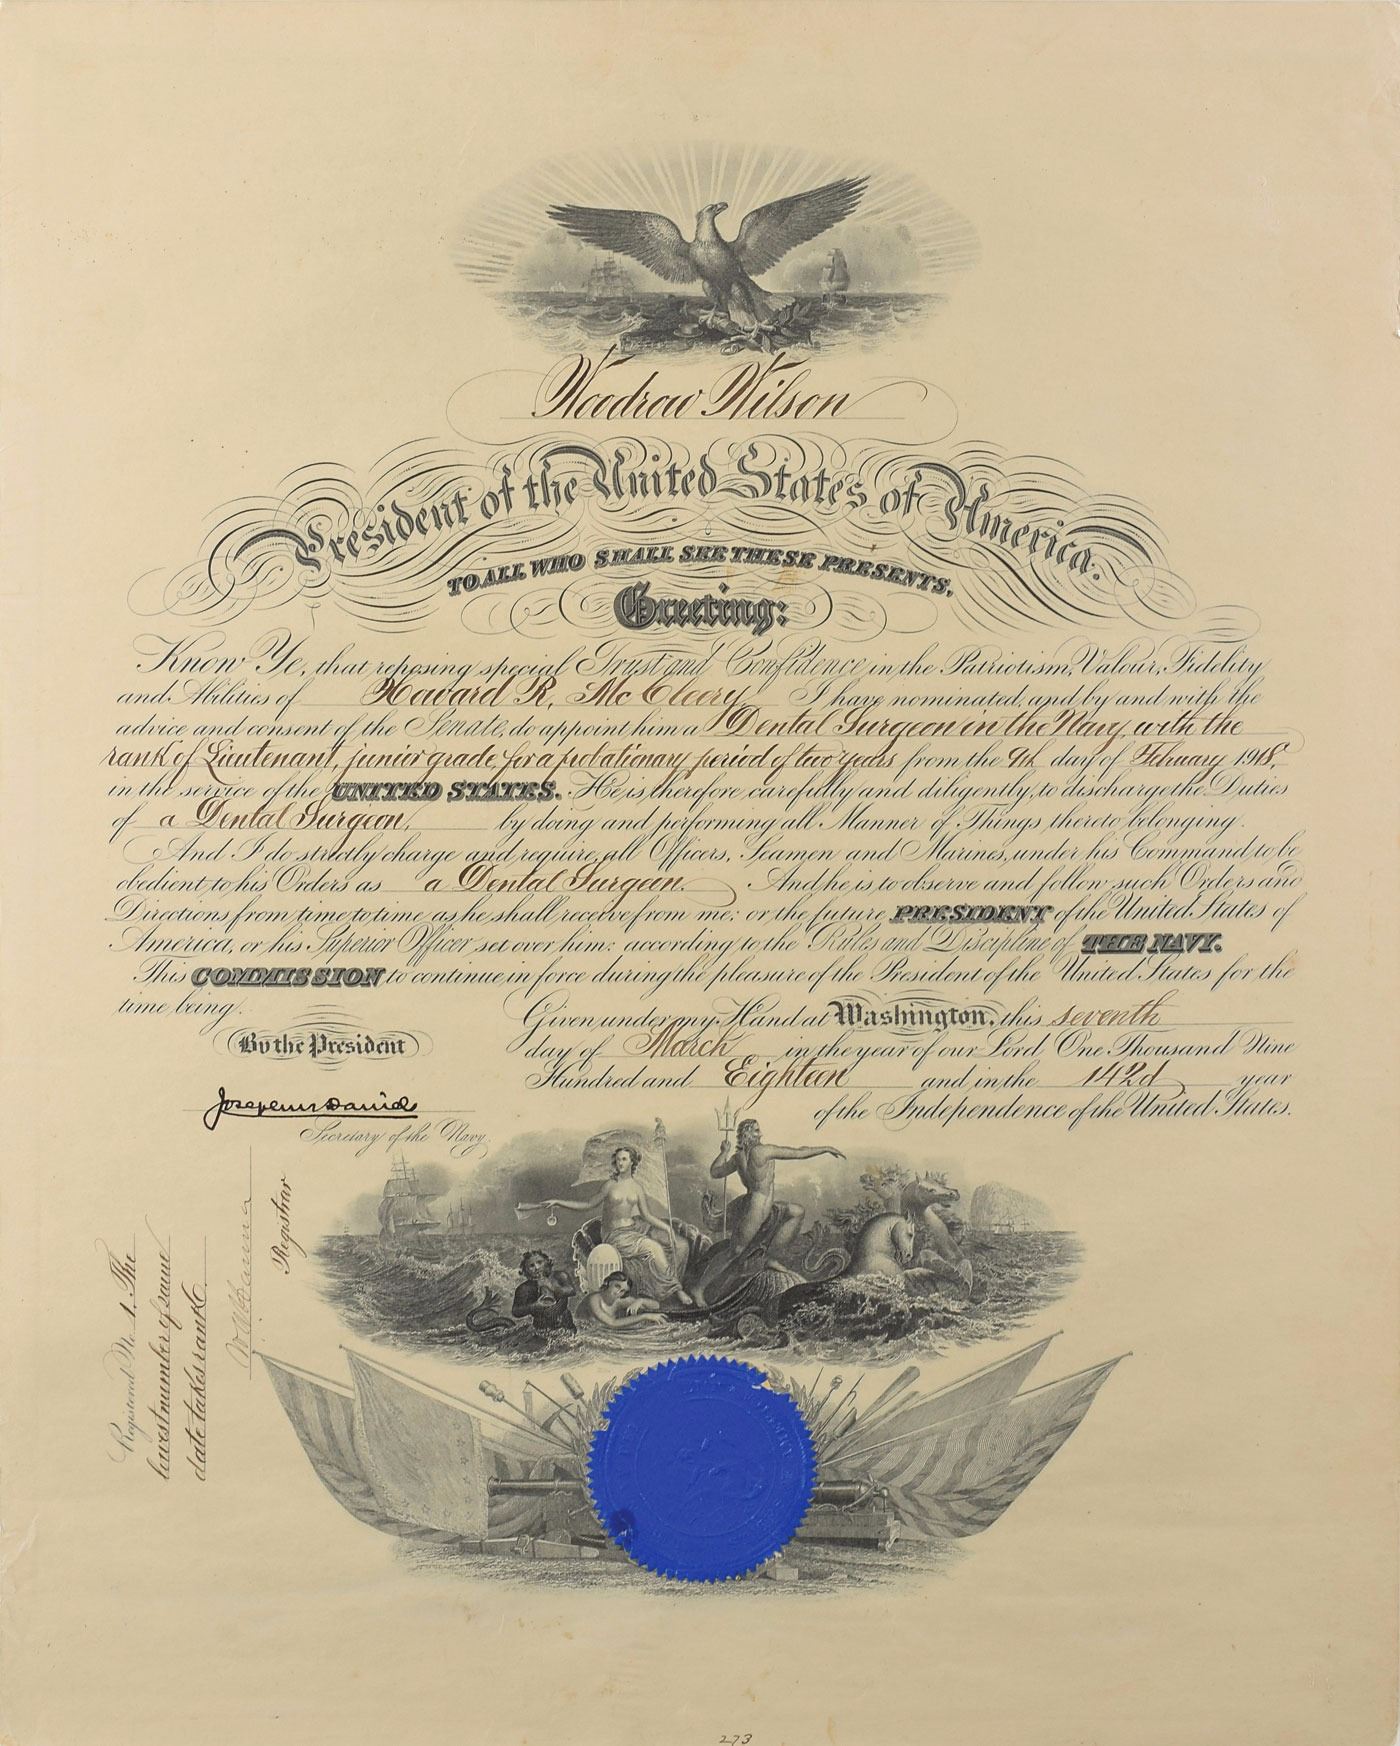 Woodrow Wilson
President of the United States of America.
TO ALL WHO SHALL SEE THESE PRESENTS,
Greeting:
Know Ye, that reposing special Trust and Confidence in the Patriotism, Valour, Fidelity
and Abilities of Havard R. McCleery I have nominated, and by and with the
advice and consent of the Senate, do appoint him a Dental Surgeon in the Navy, with the
rank of Lieutenant, junior grade, for a probationary period of two years from the 9th day of February 1918,
in the service of the UNITED STATES. He is, therefore carefully and diligently, to discharge the Duties
of a Dental Surgeon, by doing and performing all Manner of Things thereto belonging.
And I do strictly charge and require, all Officers, Seamen and Marines, under his Command to be
obedient to his Orders as a Dental Surgeon. And he is to observe and follow such Orders and
Directions from time to time as he shall receive from me: or the future PRESIDENT of the United States of
America, or his Superior Officer set over him: according to the Rules and Discipline of THE NAVY.
This COMMISSION to continue in force during the pleasure of the President of the United States for the
time being.
Given under my Hand at Washington, this seventh
day of March in the year of our Lord One Thousand Nine
Hundred and Eighteen and in the 142d year
of the Independence of the United States.
By the President
Josephus Daniels
Secretary of the Navy.
Registered No. 1. The
lowest number of same
date takes rank.
Registrar
273